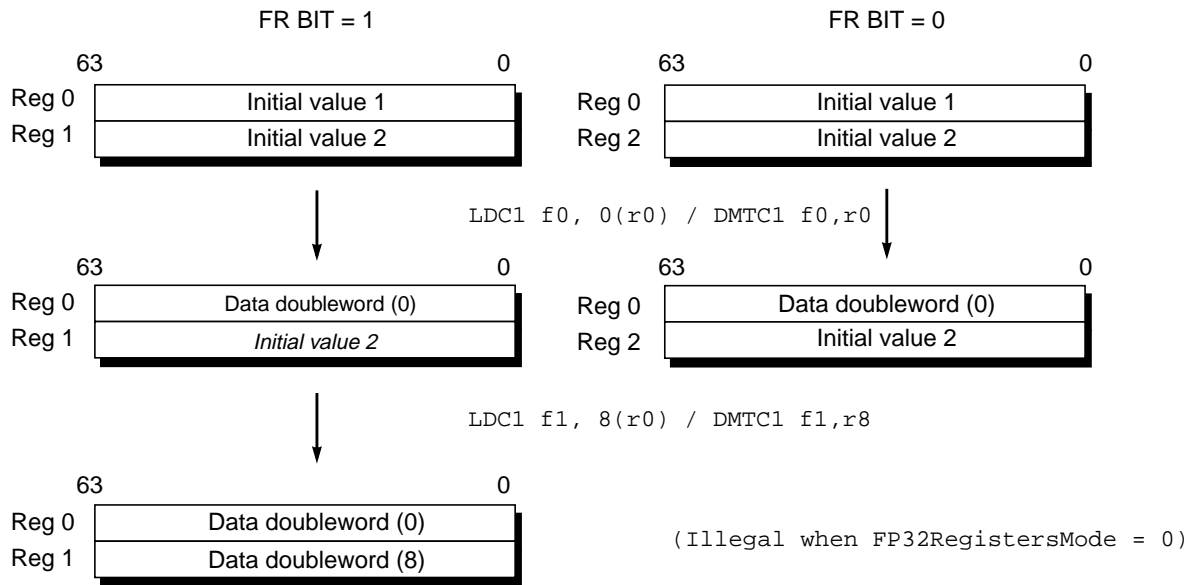 FR BIT = 1
FR BIT = 0
63 0
63 0
Reg 0 Initial value 1
Reg 1 Initial value 2
Reg 0 Initial value 1
Reg 2 Initial value 2
LDC1 f0, 0(r0) / DMTC1 f0,r0
63 0
63 0
Reg 0 Data doubleword (0)
Reg 1 Initial value 2
Reg 0 Data doubleword (0)
Reg 2 Initial value 2
LDC1 f1, 8(r0) / DMTC1 f1,r8
63 0
Reg 0 Data doubleword (0)
Reg 1 Data doubleword (8)
(Illegal when FP32RegistersMode = 0)